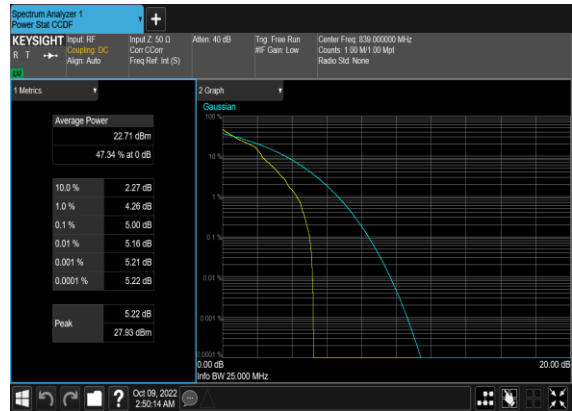 Spectrum Analyzer 1
Power Stat CCDF
KEYSIGHT
R T
LV
Input: RF
Coupling: DC
Align: Auto
Input Z: 50 Ω
Corr CCorr
Freq Ref: Int (S)
Atten: 40 dB
Trig: Free Run
#IF Gain: Low
Center Freq: 839.000000 MHz
Counts: 1.00 M/1.00 Mpt
Radio Std: None
1 Metrics
Average Power
22.71 dBm
47.34 % at 0 dB
10.0 % 2.27 dB
1.0 % 4.26 dB
0.1 % 5.00 dB
0.01 % 5.16 dB
0.001 % 5.21 dB
0.0001 % 5.22 dB
Peak
5.22 dB
27.93 dBm
2 Graph
Gaussian
100 %
10 %
1 %
0.1 %
0.01 %
0.001 %
0.0001 %
0.00 dB
20.00 dB
Info BW 25.000 MHz
?
Oct 09, 2022
2:50:14 AM